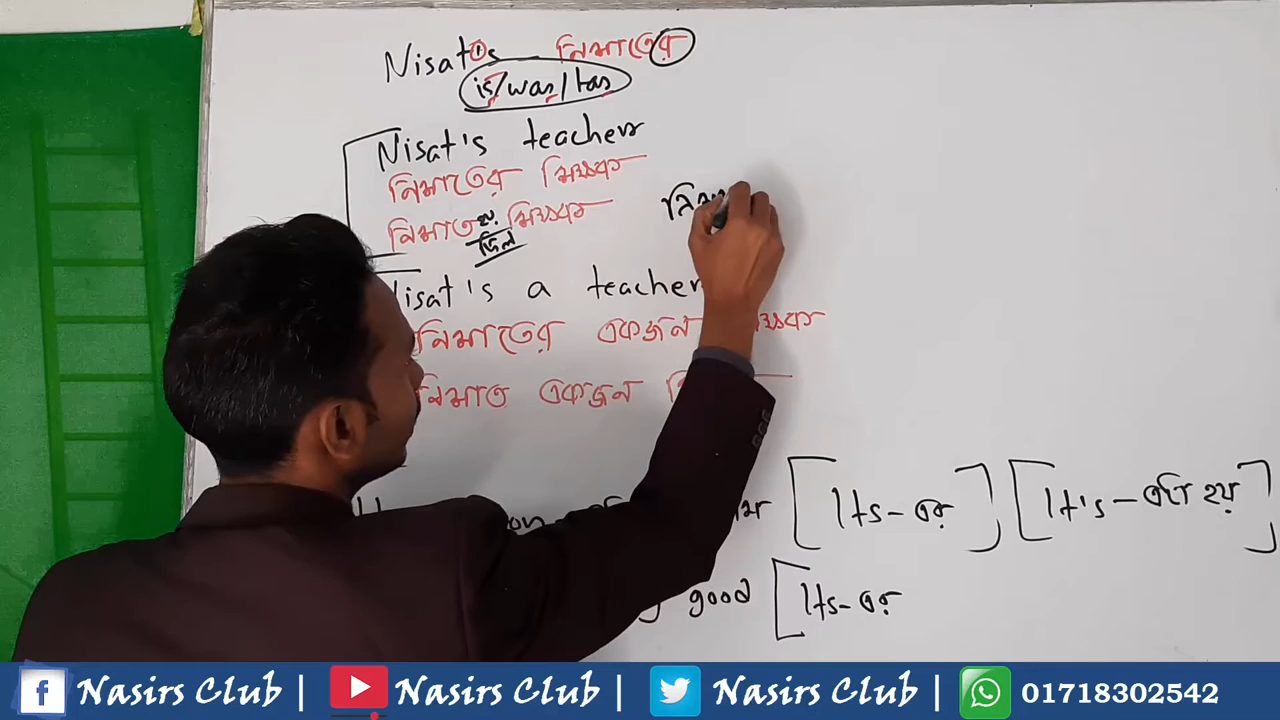 Nisat's নিসাতের
is/was/has
Nisat's teacher
নিসাতের শিক্ষক
নিসাত হয় শিক্ষক
ছিল
Nisat's a teacher
নিসাতের একজন শিক্ষক
নিসাত একজন
[Its - এর] [It's - এটা হয়]
good [Its - এর
Nasirs Club | Nasirs Club | Nasirs Club | 01718302542